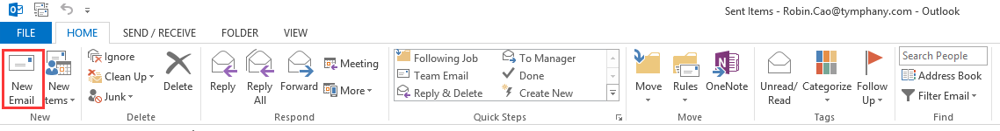 Sent Items - Robin.Cao@tymphany.com - Outlook
FILE HOME SEND / RECEIVE FOLDER VIEW
New Email
New Items
Ignore
Clean Up
Junk
Delete
Reply
Reply All
Forward
Meeting
More
Following Job
Team Email
Reply & Delete
To Manager
Done
Create New
Move
Rules
OneNote
Unread/ Read
Categorize
Follow Up
Search People
Address Book
Filter Email
New Delete Respond Quick Steps Move Tags Find